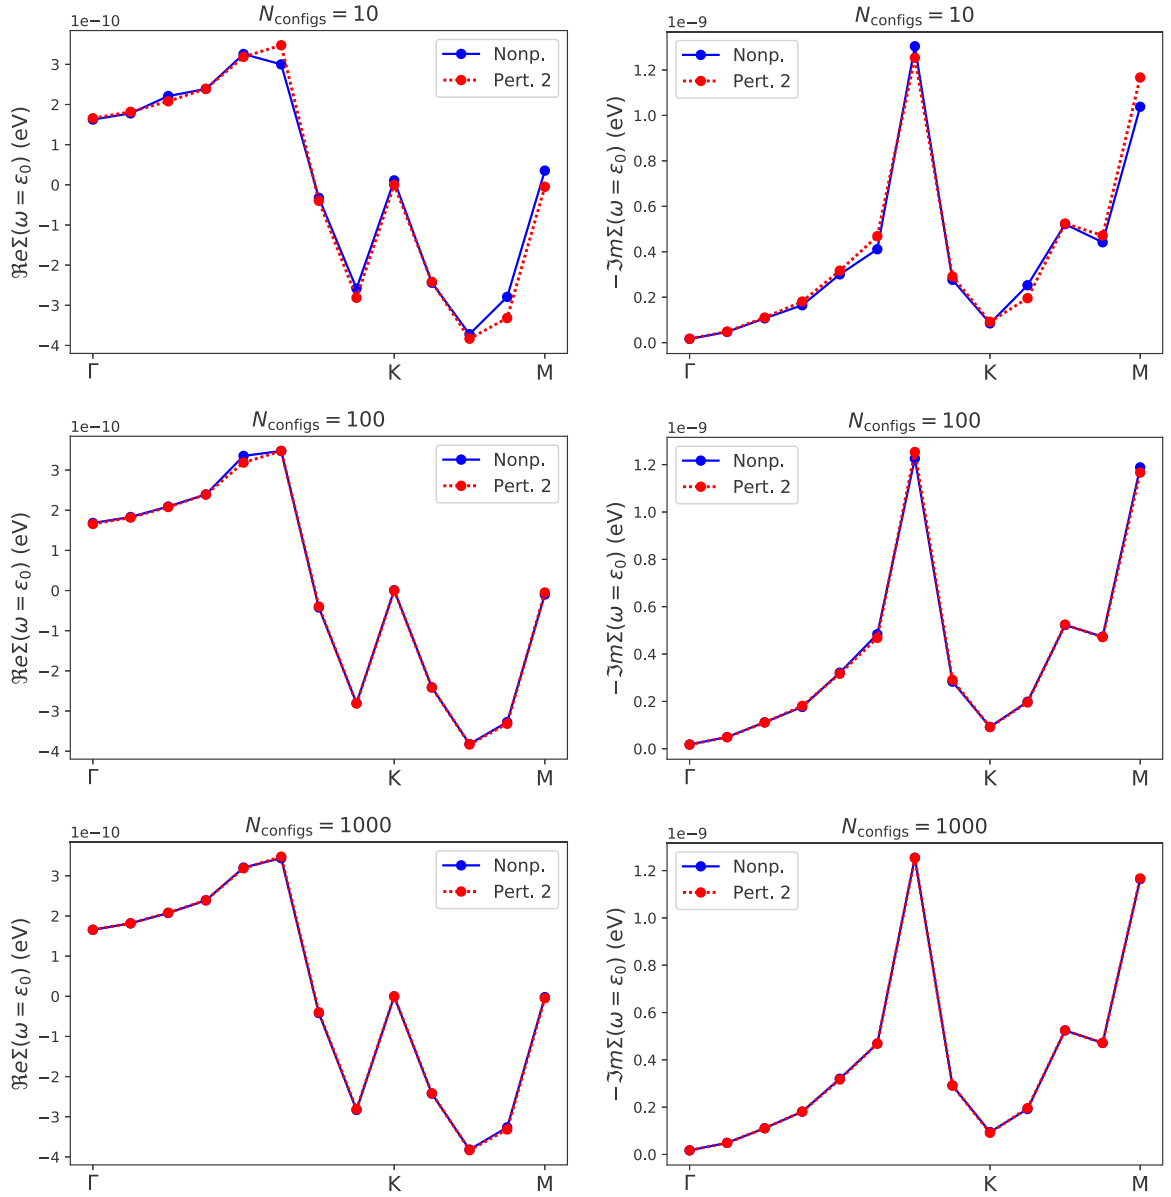 N_configs = 10
1e−10
Nonp.
Pert. 2
ℜeΣ(ω = ε₀) (eV)
3
2
1
0
−1
−2
−3
−4
Γ
K
M
N_configs = 10
1e−9
Nonp.
Pert. 2
−ℑmΣ(ω = ε₀) (eV)
1.2
1.0
0.8
0.6
0.4
0.2
0.0
Γ
K
M
N_configs = 100
1e−10
Nonp.
Pert. 2
ℜeΣ(ω = ε₀) (eV)
3
2
1
0
−1
−2
−3
−4
Γ
K
M
N_configs = 100
1e−9
Nonp.
Pert. 2
−ℑmΣ(ω = ε₀) (eV)
1.2
1.0
0.8
0.6
0.4
0.2
0.0
Γ
K
M
N_configs = 1000
1e−10
Nonp.
Pert. 2
ℜeΣ(ω = ε₀) (eV)
3
2
1
0
−1
−2
−3
−4
Γ
K
M
N_configs = 1000
1e−9
Nonp.
Pert. 2
−ℑmΣ(ω = ε₀) (eV)
1.2
1.0
0.8
0.6
0.4
0.2
0.0
Γ
K
M